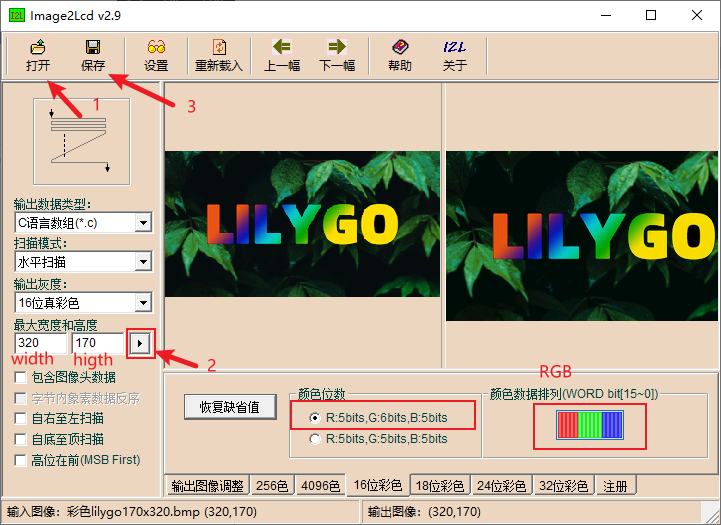 Image2Lcd v2.9
打开 保存 设置 重新载入 上一幅 下一幅 帮助 关于
I2L
1
3
输出数据类型:
C语言数组(*.c)
扫描模式:
水平扫描
输出灰度:
16位真彩色
最大宽度和高度
320 170
width higth
2
包含图像头数据
字节内象素数据反序
自右至左扫描
自底至顶扫描
高位在前(MSB First)
LILYGO
LILYGO
RGB
恢复缺省值
颜色位数
R:5bits,G:6bits,B:5bits
R:5bits,G:5bits,B:5bits
颜色数据排列(WORD bit[15~0])
输出图像调整 256色 4096色 16位彩色 18位彩色 24位彩色 32位彩色 注册
输入图像: 彩色lilygo170x320.bmp (320,170)
输出图像: (320,170)